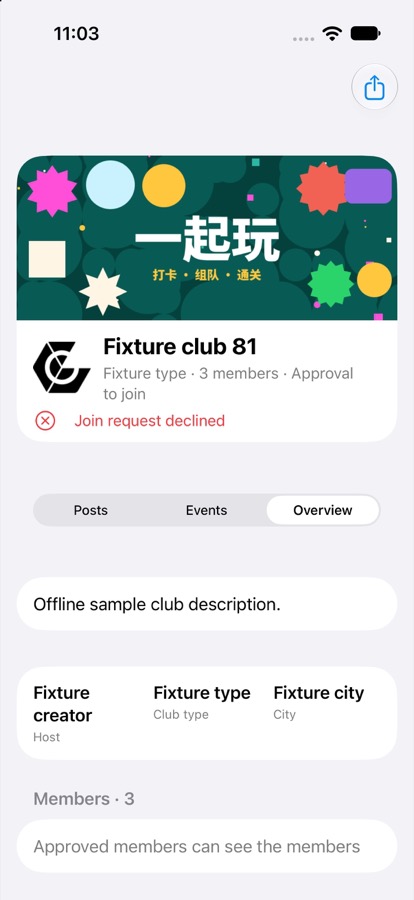 11:03
一起玩
打卡 • 组队 • 通关
Fixture club 81
Fixture type · 3 members · Approval
to join
Join request declined
Posts
Events
Overview
Offline sample club description.
Fixture
creator
Host
Fixture type
Club type
Fixture city
City
Members · 3
Approved members can see the members